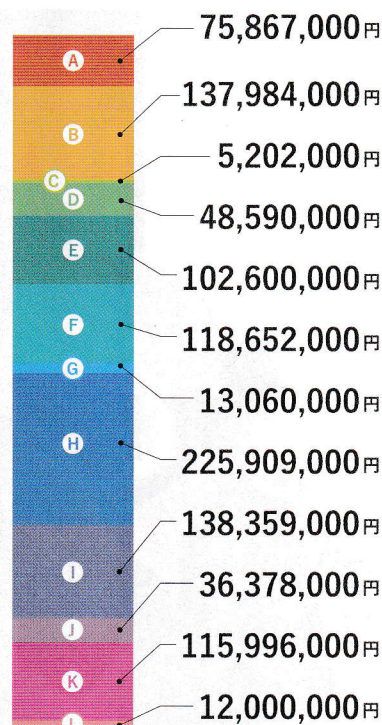 A 75,867,000円
B 137,984,000円
C 5,202,000円
D 48,590,000円
E 102,600,000円
F 118,652,000円
G 13,060,000円
H 225,909,000円
I 138,359,000円
J 36,378,000円
K 115,996,000円
L 12,000,000円